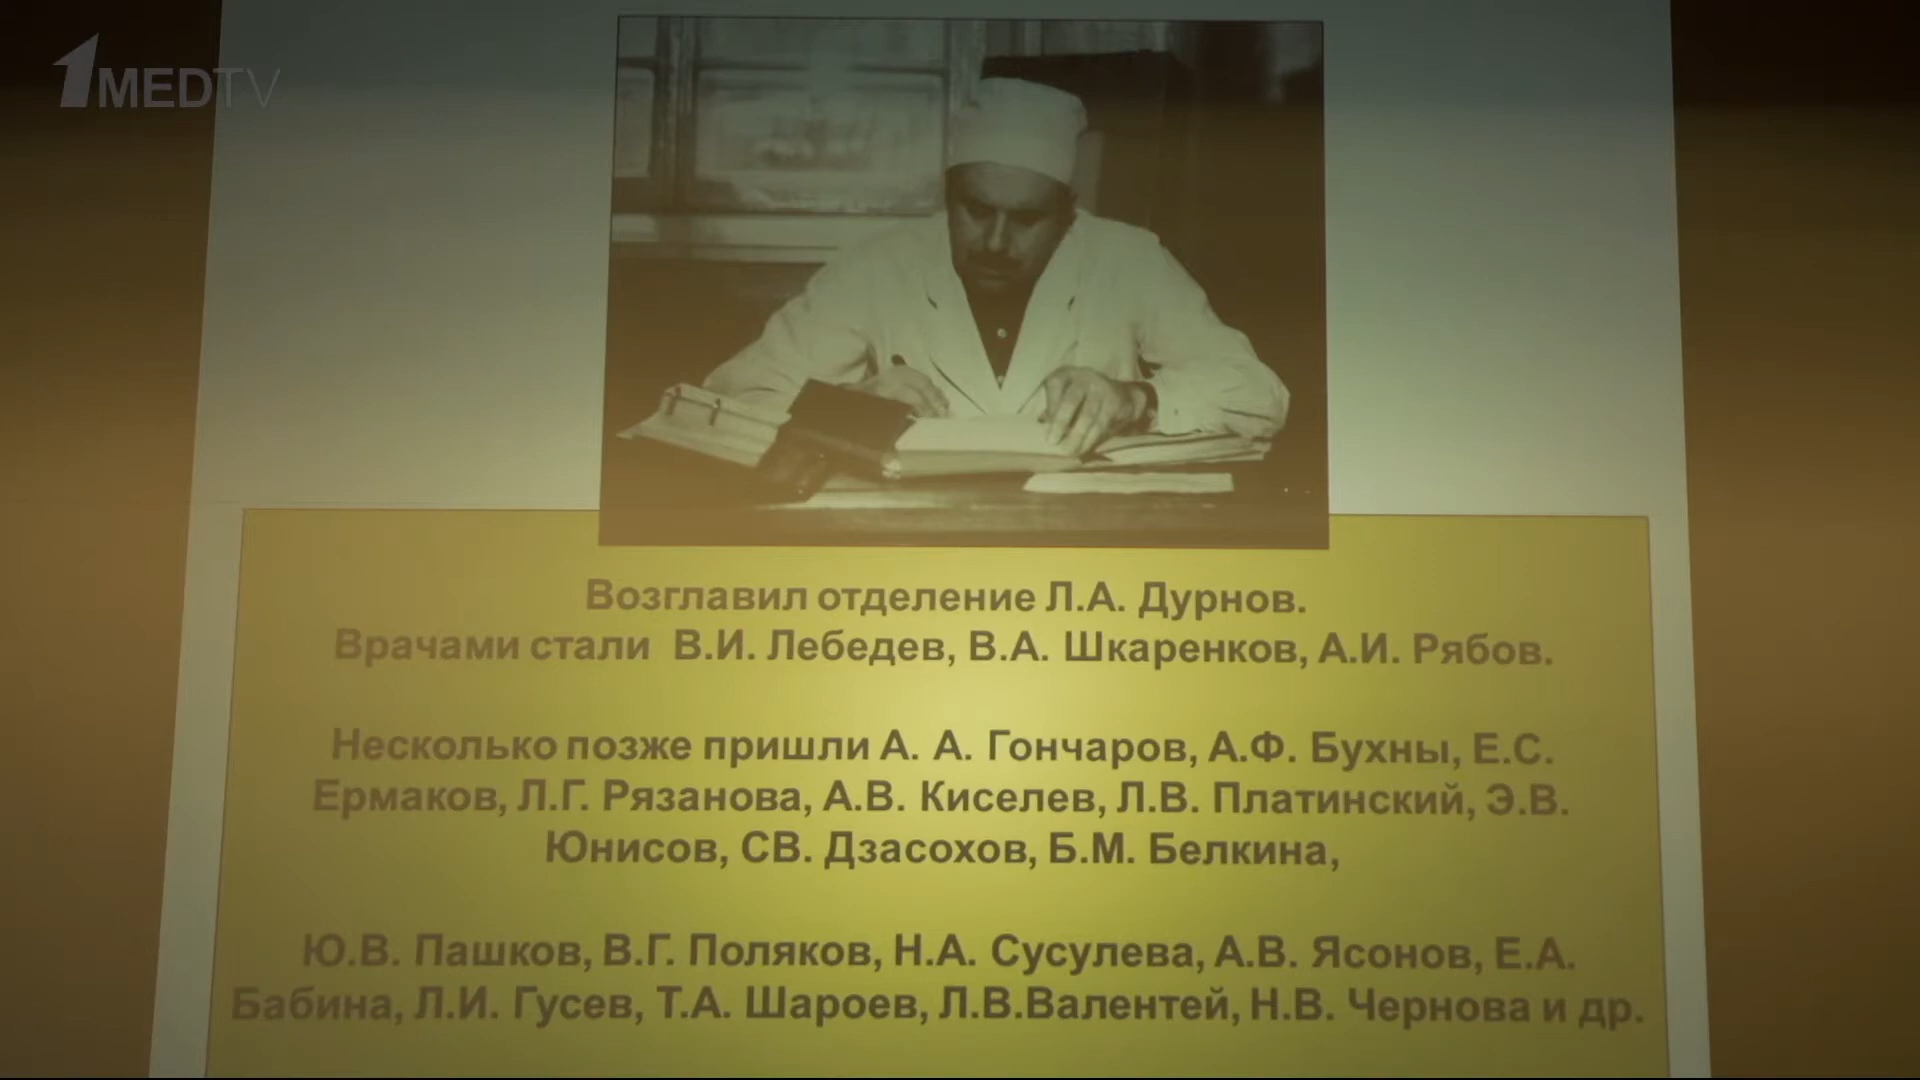 1MEDTV
Возглавил отделение Л.А. Дурнов.
Врачами стали В.И. Лебедев, В.А. Шкаренков, А.И. Рябов.
Несколько позже пришли А. А. Гончаров, А.Ф. Бухны, Е.С.
Ермаков, Л.Г. Рязанова, А.В. Киселев, Л.В. Платинский, Э.В.
Юнисов, СВ. Дзасохов, Б.М. Белкина,
Ю.В. Пашков, В.Г. Поляков, Н.А. Сусулева, А.В. Ясонов, Е.А.
Бабина, Л.И. Гусев, Т.А. Шароев, Л.В.Валентей, Н.В. Чернова и др.